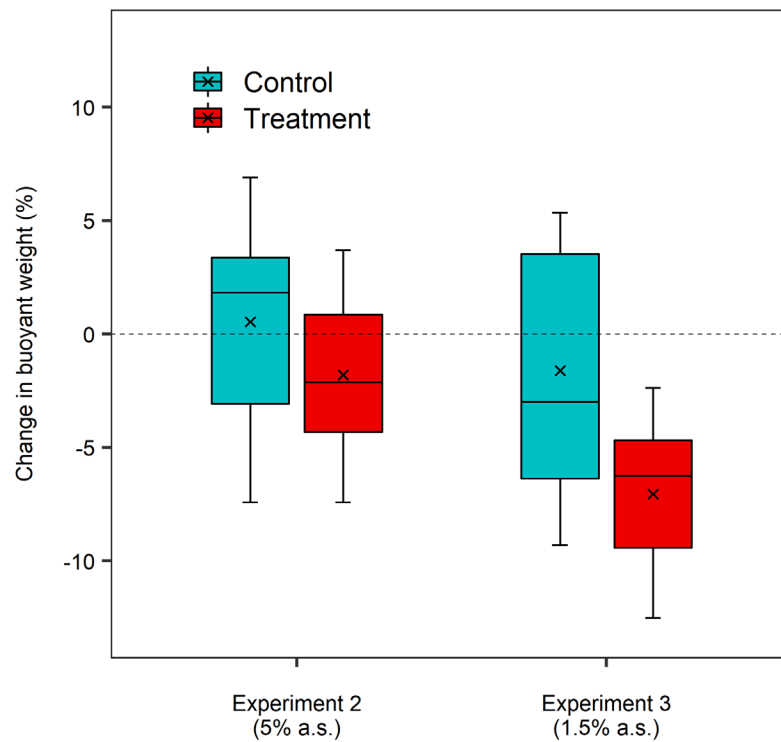 Control
Treatment
Change in buoyant weight (%)
10
5
0
-5
-10
Experiment 2
(5% a.s.)
Experiment 3
(1.5% a.s.)